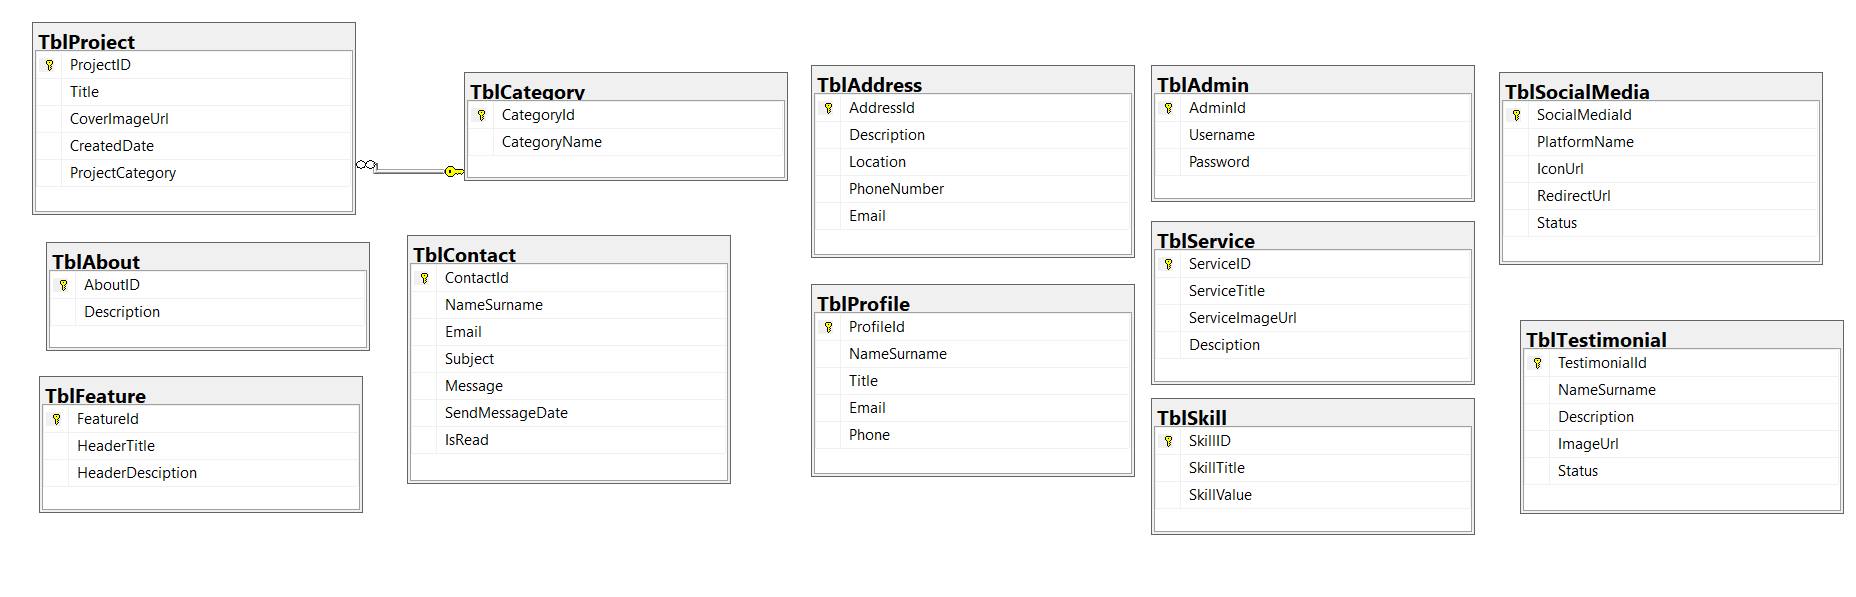 TblProject
ProjectID
Title
CoverImageUrl
CreatedDate
ProjectCategory
TblCategory
CategoryId
CategoryName
TblAddress
AddressId
Description
Location
PhoneNumber
Email
TblAdmin
AdminId
Username
Password
TblSocialMedia
SocialMediaId
PlatformName
IconUrl
RedirectUrl
Status
TblAbout
AboutID
Description
TblContact
ContactId
NameSurname
Email
Subject
Message
SendMessageDate
IsRead
TblProfile
ProfileId
NameSurname
Title
Email
Phone
TblService
ServiceID
ServiceTitle
ServiceImageUrl
Desciption
TblTestimonial
TestimonialId
NameSurname
Description
ImageUrl
Status
TblFeature
FeatureId
HeaderTitle
HeaderDesciption
TblSkill
SkillID
SkillTitle
SkillValue